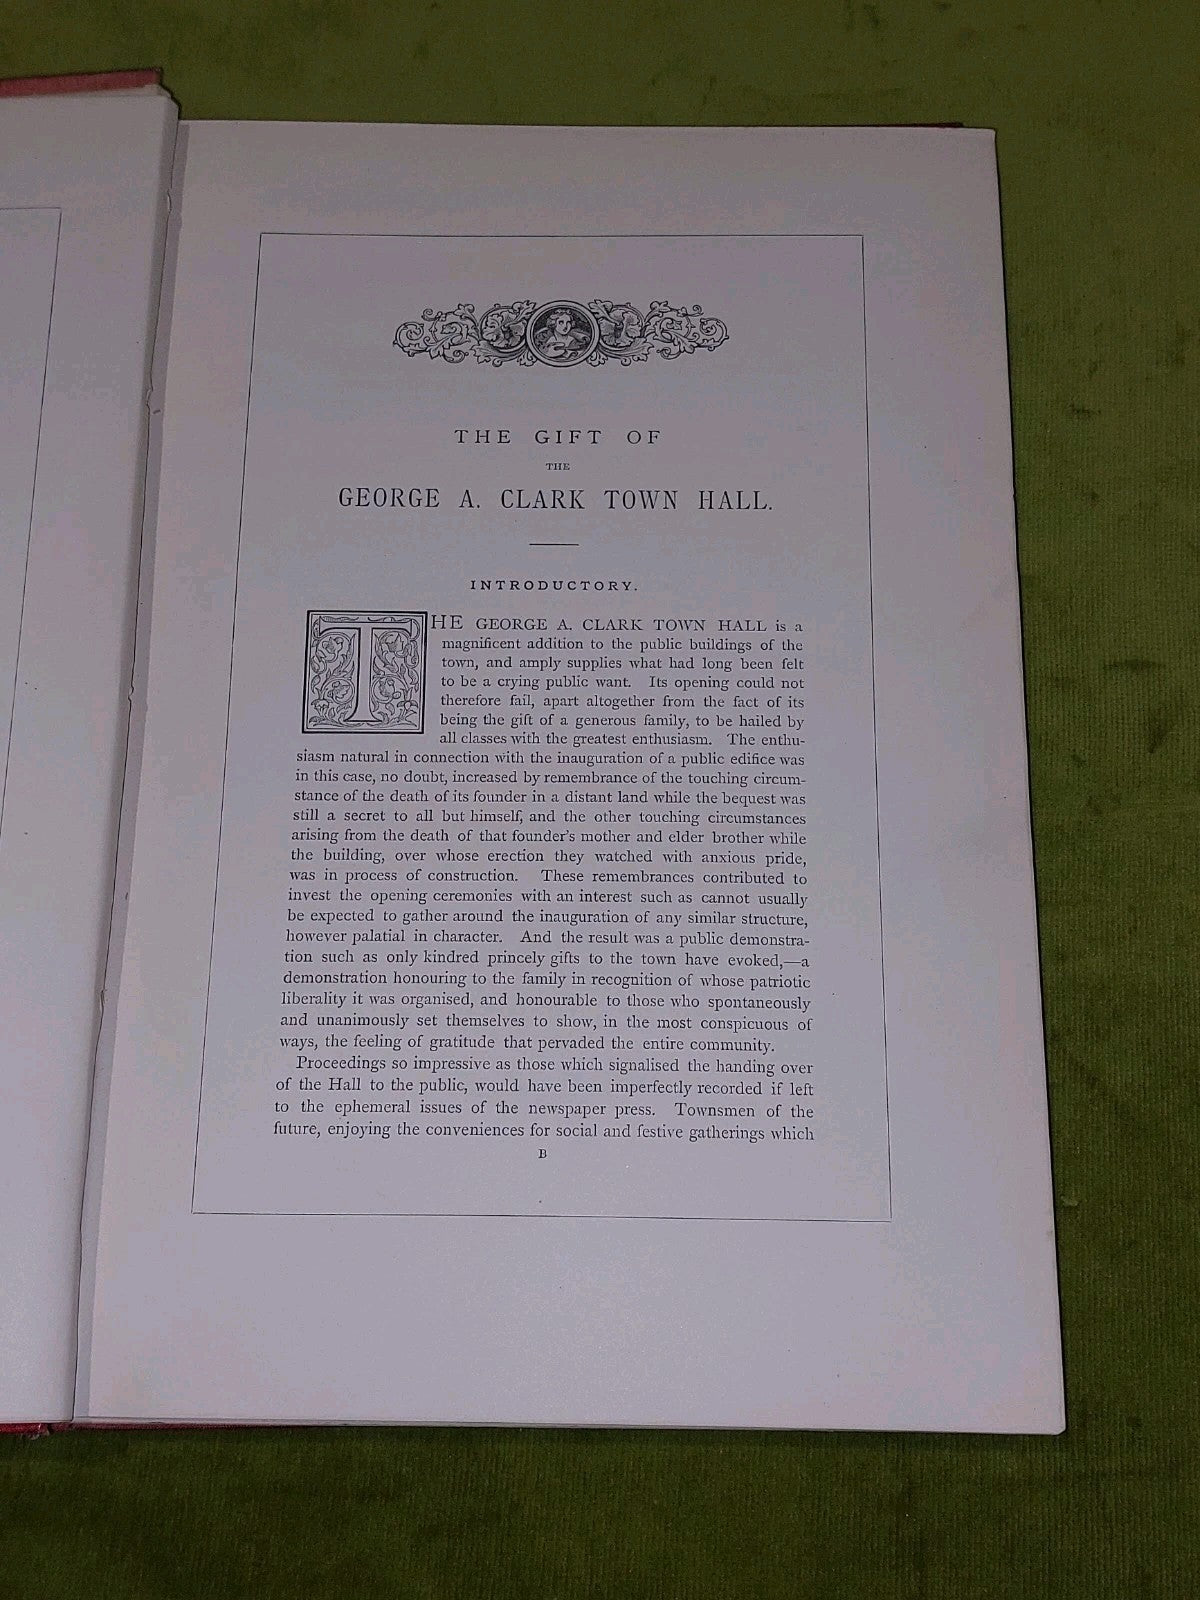 THE GIFT OF
THE
GEORGE A. CLARK TOWN HALL.
INTRODUCTORY.
THE GEORGE A. CLARK TOWN HALL is a
magnificent addition to the public buildings of the
town, and amply supplies what had long been felt
to be a crying public want. Its opening could not
therefore fail, apart altogether from the fact of its
being the gift of a generous family, to be hailed by
all classes with the greatest enthusiasm. The enthu-
siasm natural in connection with the inauguration of a public edifice was
in this case, no doubt, increased by remembrance of the touching circum-
stance of the death of its founder in a distant land while the bequest was
still a secret to all but himself, and the other touching circumstances
arising from the death of that founder's mother and elder brother while
the building, over whose erection they watched with anxious pride,
was in process of construction. These remembrances contributed to
invest the opening ceremonies with an interest such as cannot usually
be expected to gather around the inauguration of any similar structure,
however palatial in character. And the result was a public demonstra-
tion such as only kindred princely gifts to the town have evoked,—a
demonstration honouring to the family in recognition of whose patriotic
liberality it was organised, and honourable to those who spontaneously
and unanimously set themselves to show, in the most conspicuous of
ways, the feeling of gratitude that pervaded the entire community.
Proceedings so impressive as those which signalised the handing over
of the Hall to the public, would have been imperfectly recorded if left
to the ephemeral issues of the newspaper press. Townsmen of the
future, enjoying the conveniences for social and festive gatherings which
B